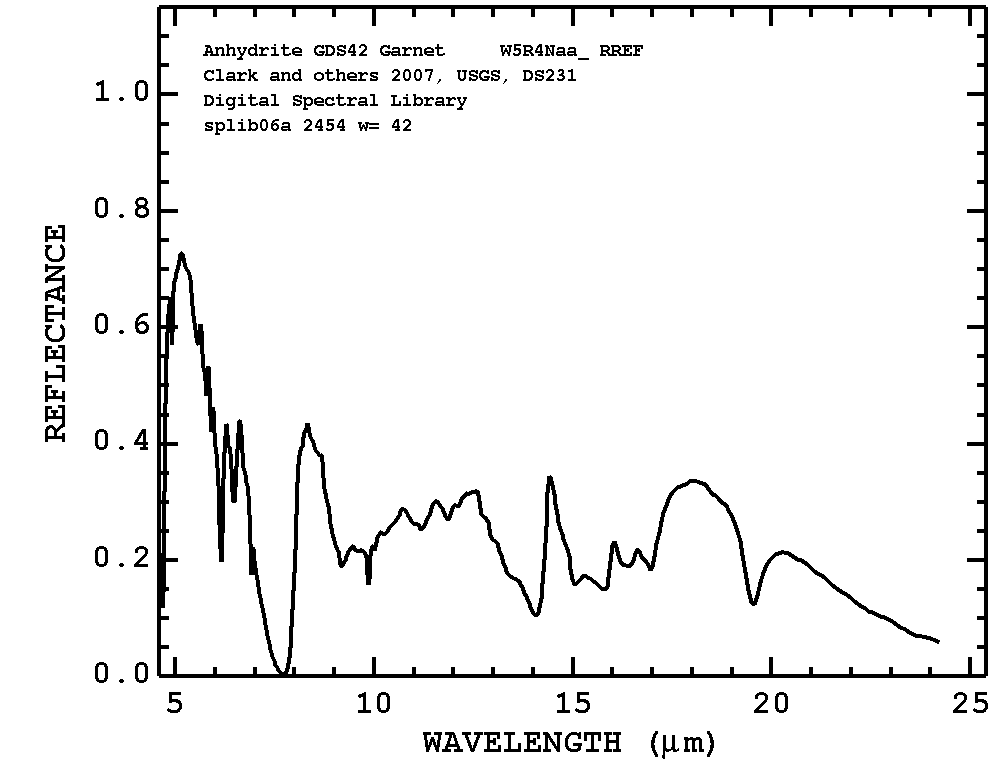 Anhydrite GDS42 Garnet W5R4Naa_ RREF
Clark and others 2007, USGS, DS231
Digital Spectral Library
splib06a 2454 w= 42
1.0
0.8
0.6
0.4
0.2
0.0
REFLECTANCE
5 10 15 20 25
WAVELENGTH (μm)